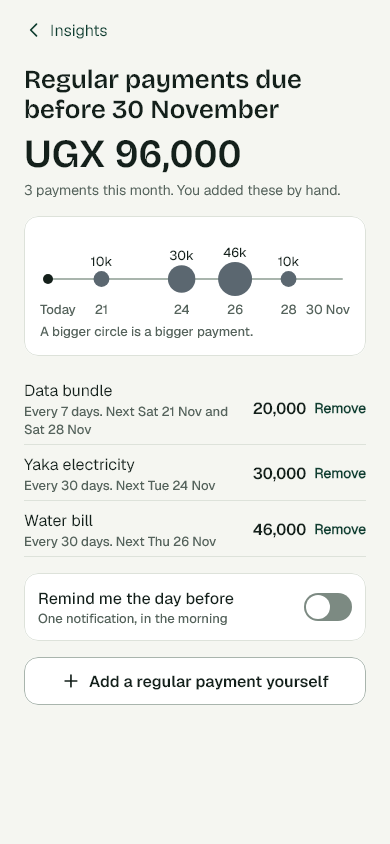 Insights
Regular payments due
before 30 November
UGX 96,000
3 payments this month. You added these by hand.
10k 30k 46k 10k
Today 21 24 26 28 30 Nov
A bigger circle is a bigger payment.
Data bundle
Every 7 days. Next Sat 21 Nov and
Sat 28 Nov
20,000 Remove
Yaka electricity
Every 30 days. Next Tue 24 Nov
30,000 Remove
Water bill
Every 30 days. Next Thu 26 Nov
46,000 Remove
Remind me the day before
One notification, in the morning
Add a regular payment yourself